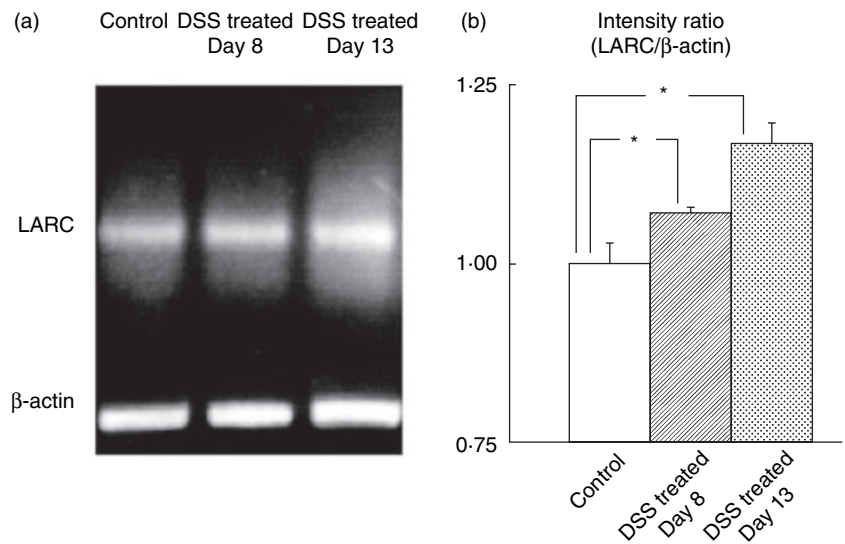 (a)
Control DSS treated DSS treated
Day 8 Day 13
LARC
β-actin
(b)
Intensity ratio
(LARC/β-actin)
1·25
*
*
1·00
0·75
Control
DSS treated
Day 8
DSS treated
Day 13